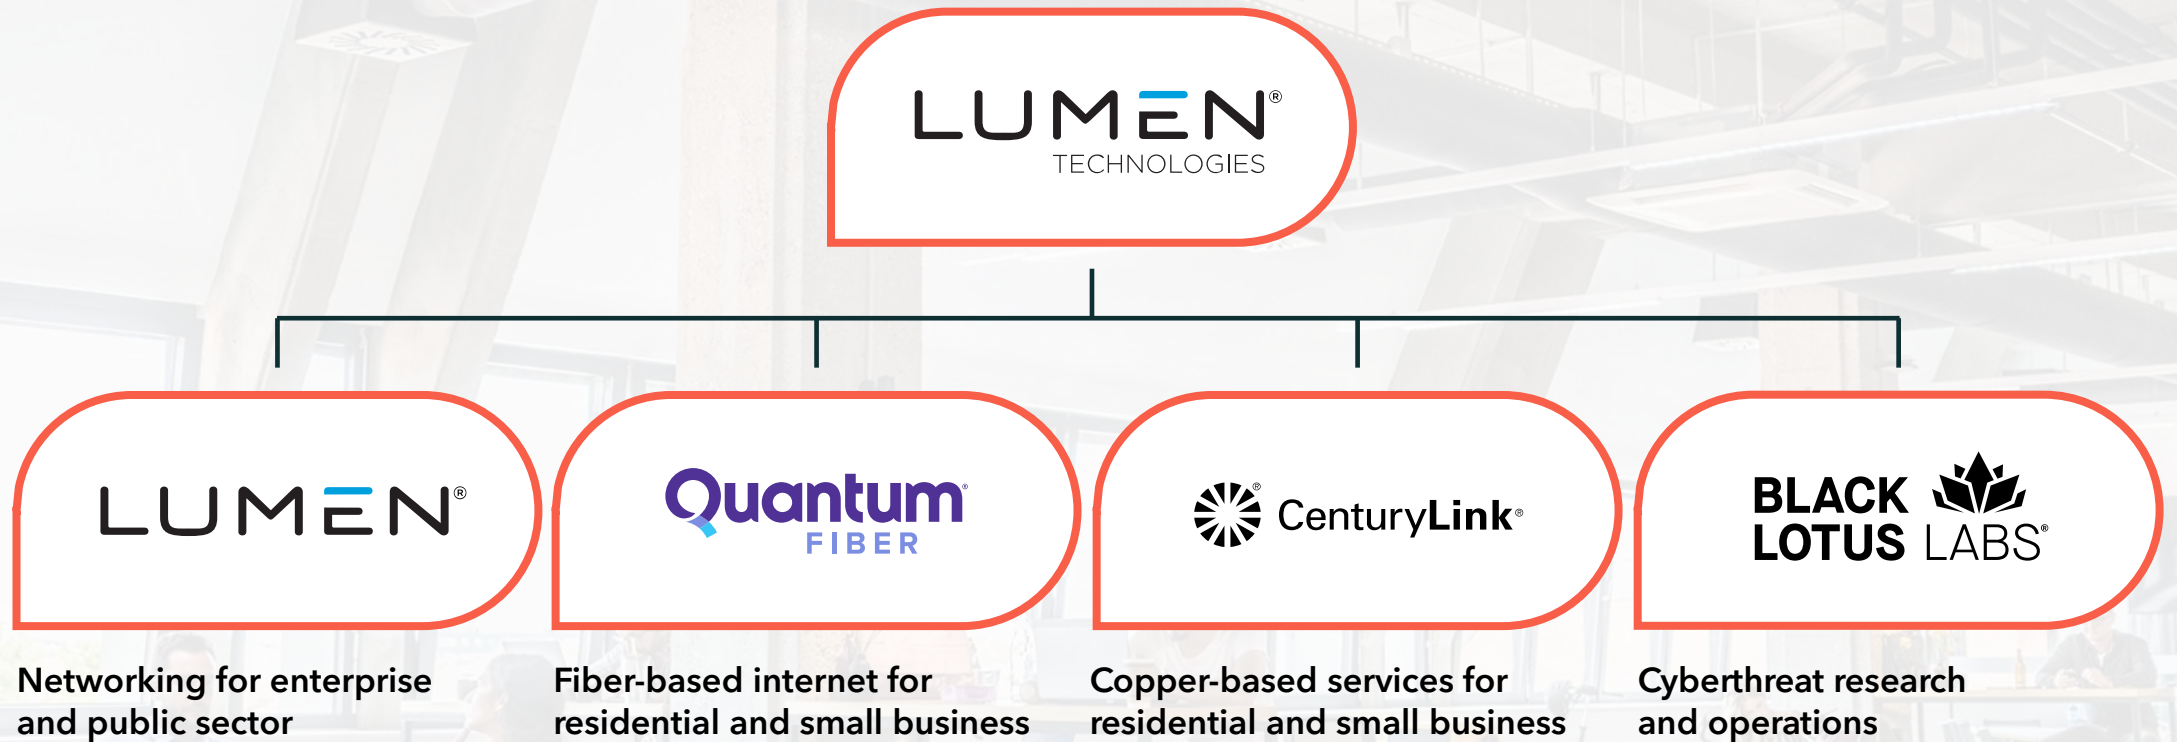 LUMEN®
TECHNOLOGIES
LUMEN®
Quantum®
FIBER
CenturyLink®
BLACK
LOTUS LABS®
Networking for enterprise
and public sector
Fiber-based internet for
residential and small business
Copper-based services for
residential and small business
Cyberthreat research
and operations